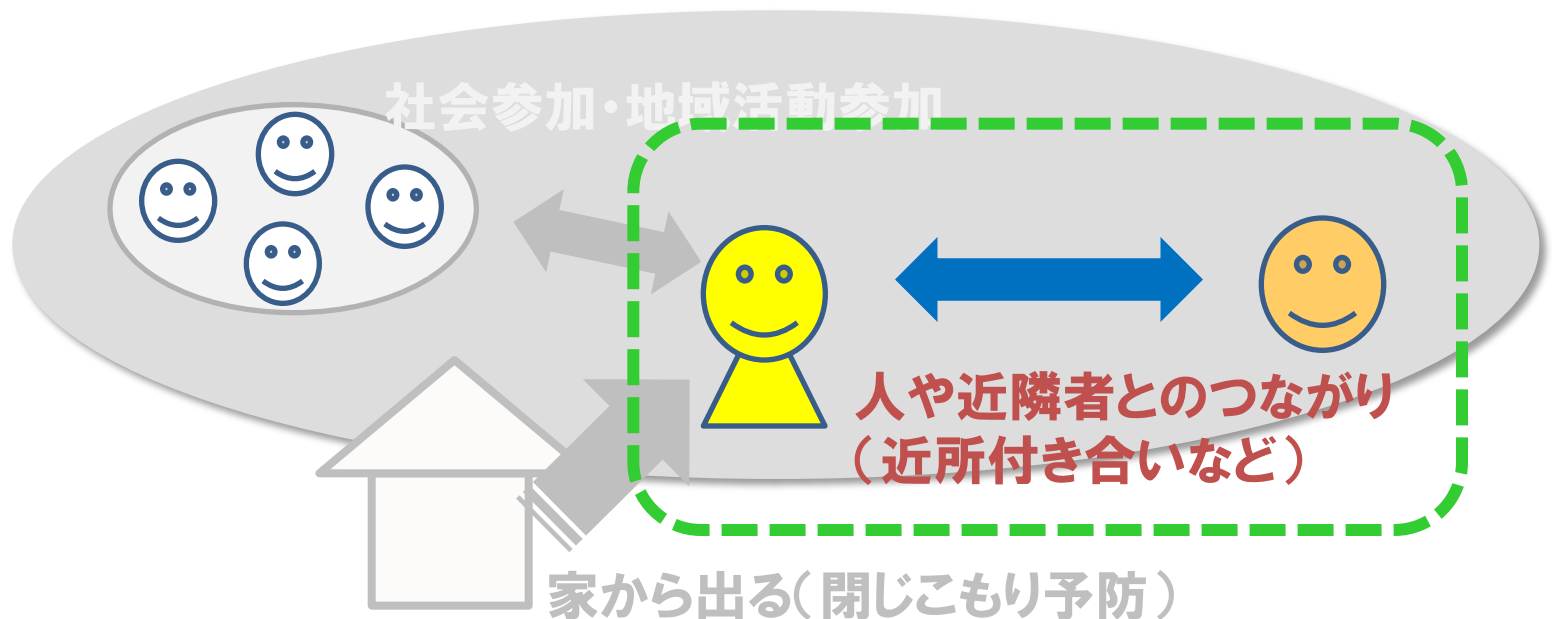 社会参加・地域活動参加
人や近隣者とのつながり
（近所付き合いなど）
家から出る（閉じこもり予防）